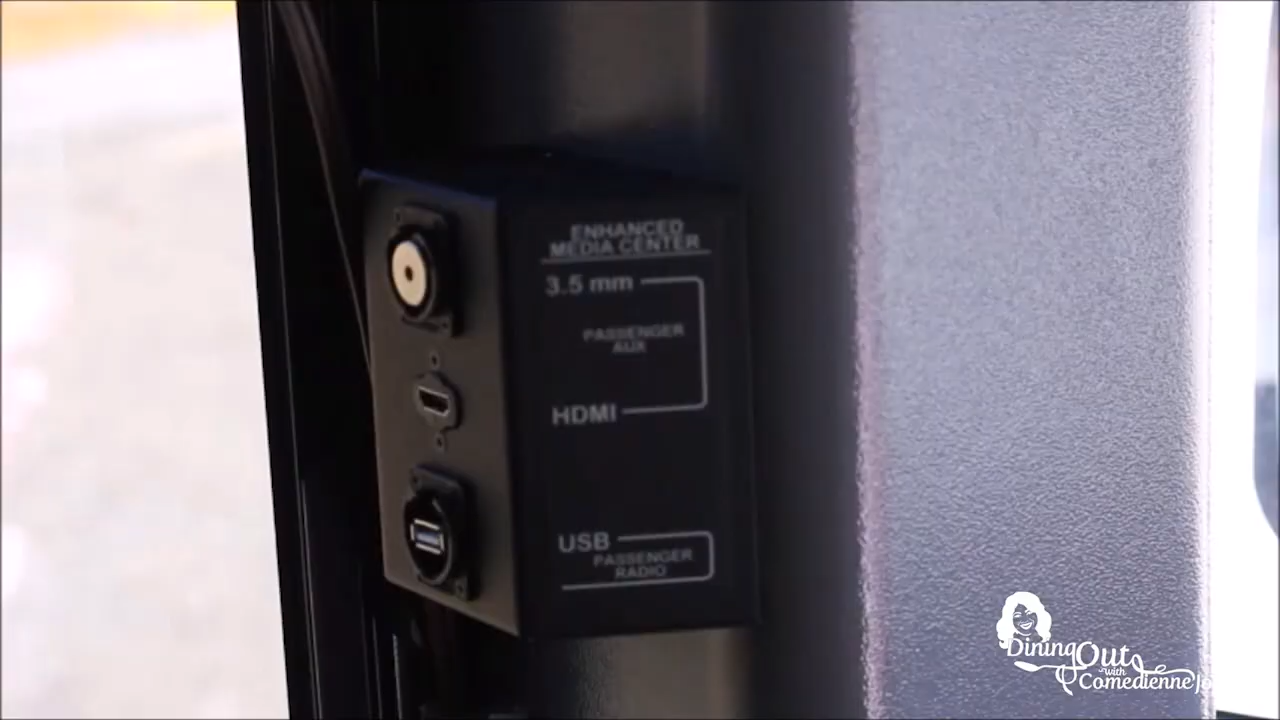 ENHANCED
MEDIA CENTER
3.5 mm
PASSENGER
AUX
HDMI
USB
PASSENGER
RADIO
Dining
Out
with
Comedienne Jo